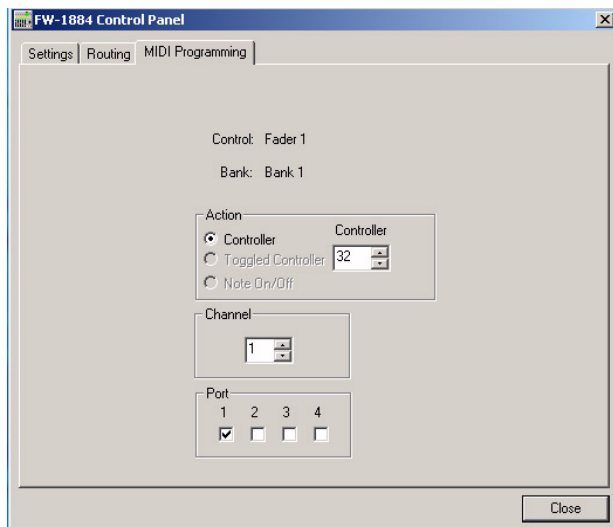 FW-1884 Control Panel
Settings Routing MIDI Programming
Control: Fader 1
Bank: Bank 1
Action
Controller
Controller
Toggled Controller 32
Note On/Off
Channel
1
Port
1 2 3 4
Close